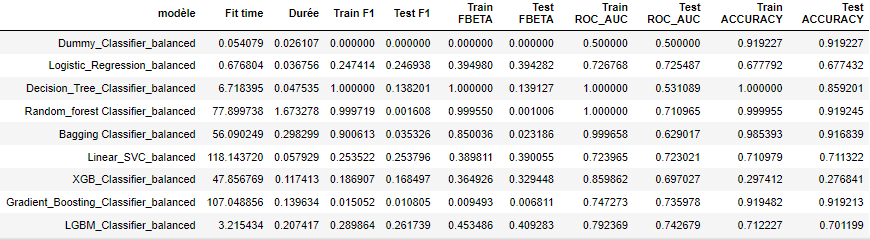 modèle Fit time Durée Train F1 Test F1 Train FBETA Test FBETA Train ROC_AUC Test ROC_AUC Train ACCURACY Test ACCURACY
Dummy_Classifier_balanced 0.054079 0.026107 0.000000 0.000000 0.000000 0.000000 0.500000 0.500000 0.919227 0.919227
Logistic_Regression_balanced 0.676804 0.036756 0.247414 0.246938 0.394980 0.394282 0.726768 0.725487 0.677792 0.677432
Decision_Tree_Classifier_balanced 6.718395 0.047535 1.000000 0.138201 1.000000 0.139127 1.000000 0.531089 1.000000 0.859201
Random_forest Classifier_balanced 77.899738 1.673278 0.999719 0.001608 0.999550 0.001006 1.000000 0.710965 0.999955 0.919245
Bagging Classifier_balanced 56.090249 0.298299 0.900613 0.035326 0.850036 0.023186 0.999658 0.629017 0.985393 0.916839
Linear_SVC_balanced 118.143720 0.057929 0.253522 0.253796 0.389811 0.390055 0.723965 0.723021 0.710979 0.711322
XGB_Classifier_balanced 47.856769 0.117413 0.186907 0.168497 0.364926 0.329448 0.859862 0.697027 0.297412 0.276841
Gradient_Boosting_Classifier_balanced 107.048856 0.139634 0.015052 0.010805 0.009493 0.006811 0.747273 0.735978 0.919482 0.919213
LGBM_Classifier_balanced 3.215434 0.207417 0.289864 0.261739 0.453486 0.409283 0.792369 0.742679 0.712227 0.701199